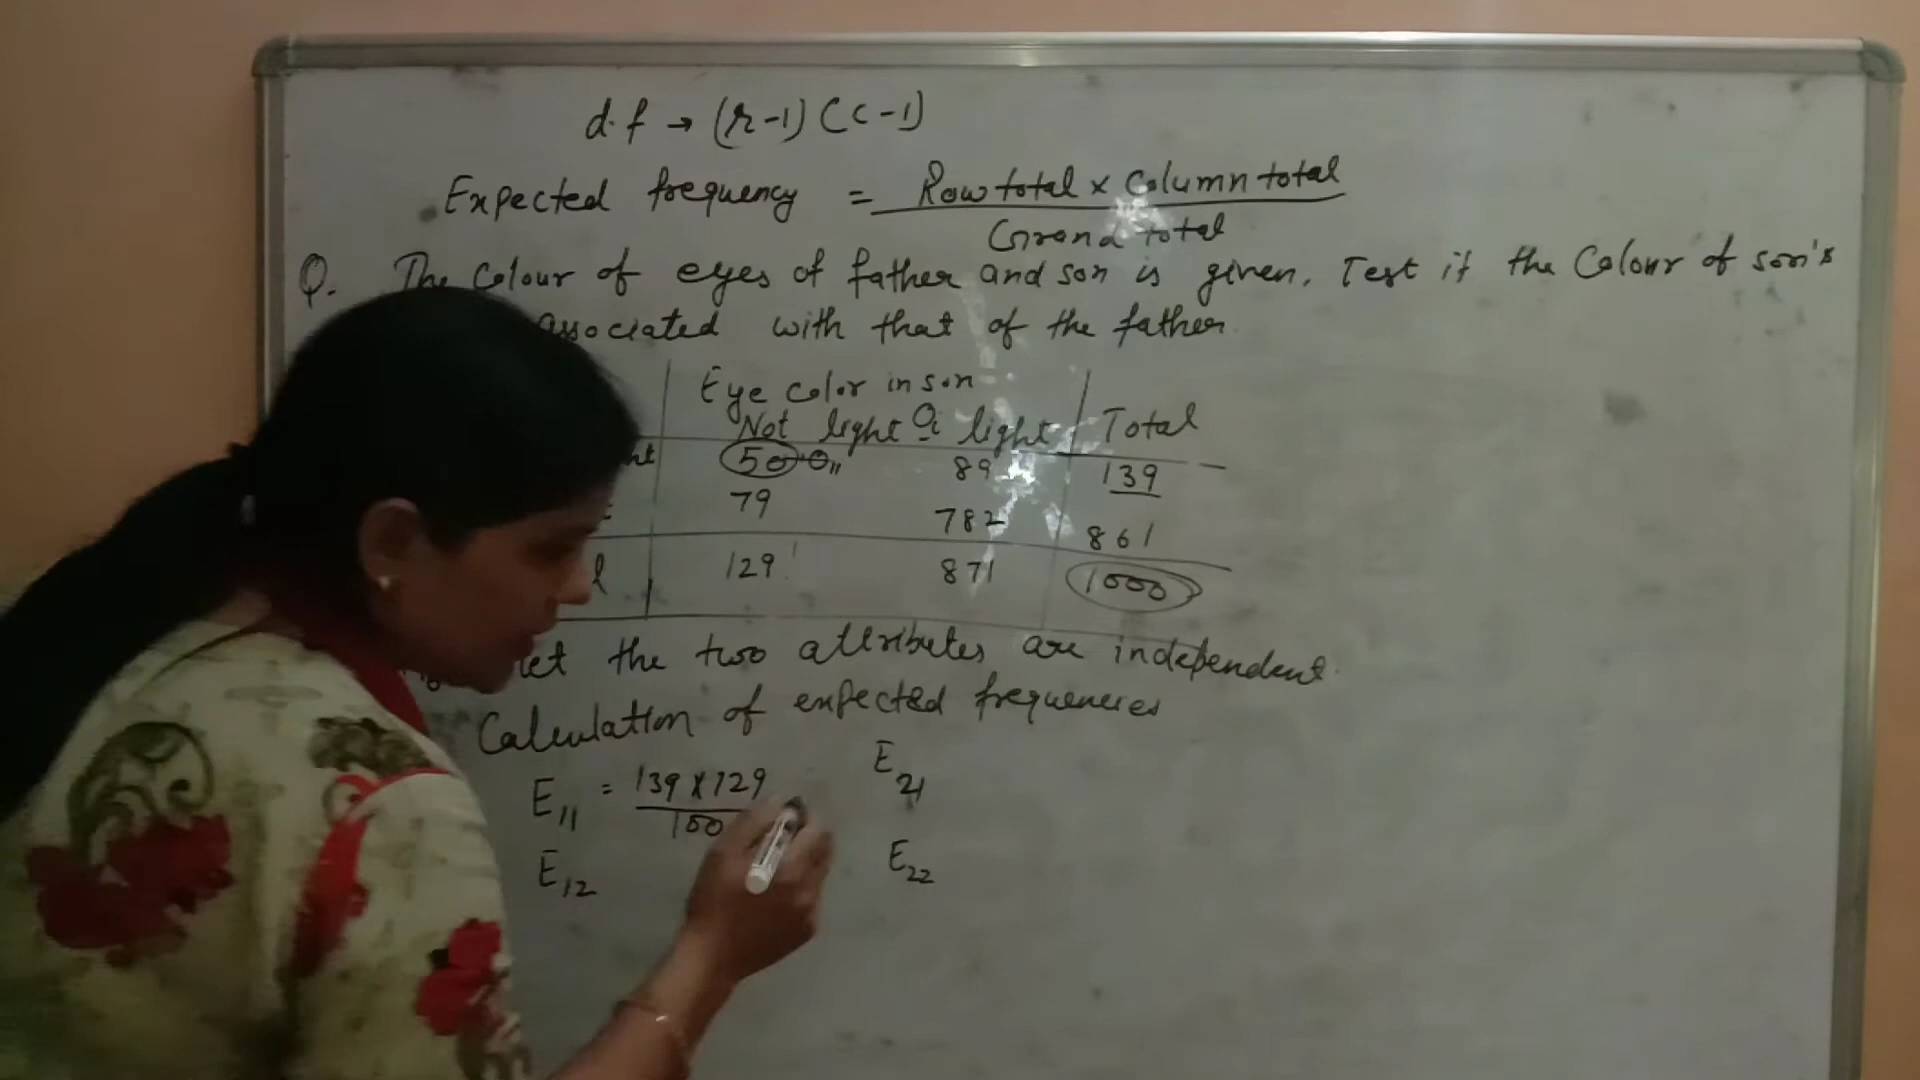 d.f → (r-1) (c-1)
Expected frequency = Row total × Column total
Grand total
Q. The Colour of eyes of father and son is given. Test if the Colour of son's
associated with that of the father.
Eye color in son
Not light light Total
50 O11 89 139
79 782 861
129 871 1000
Let the two attributes are independent.
Calculation of expected frequencies
E11 = 139 × 129 E21
100
E12 E22